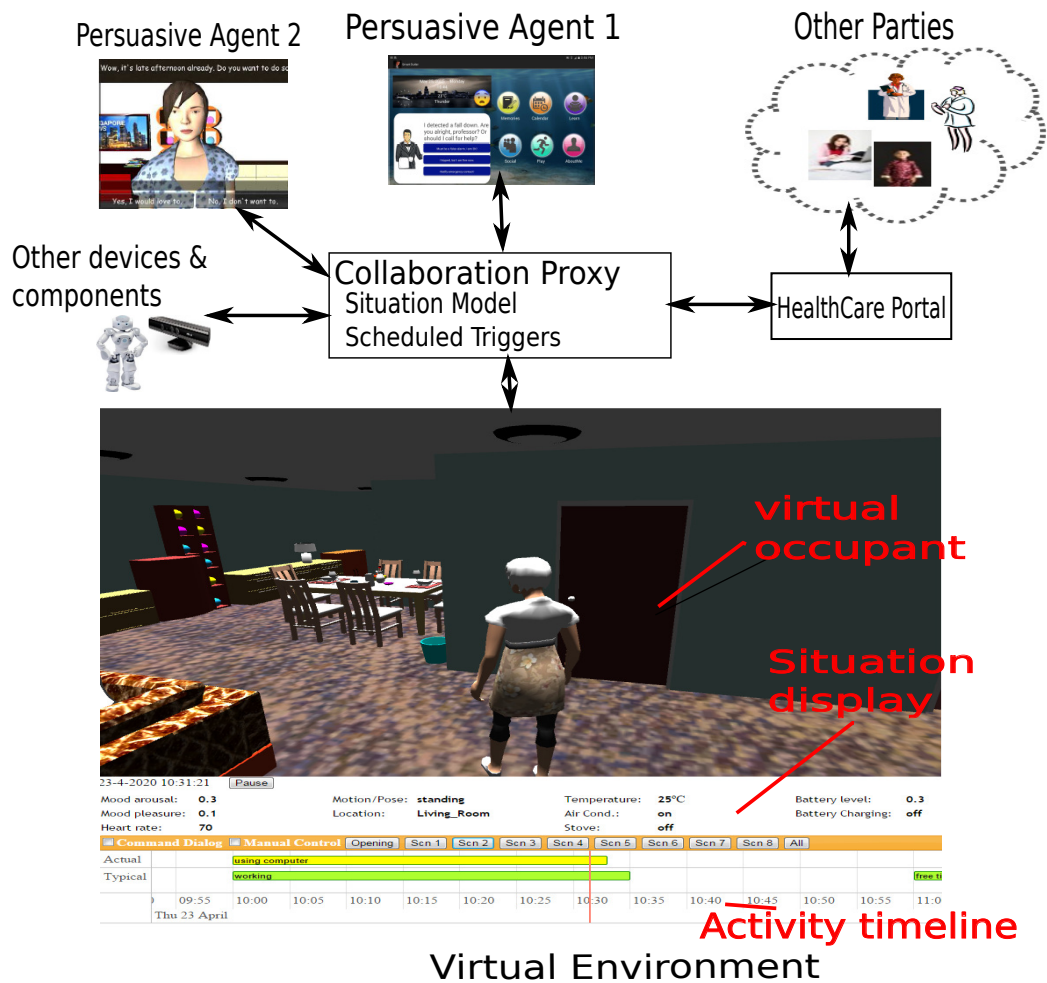 Persuasive Agent 2
Persuasive Agent 1
Other Parties
Wow, it's late afternoon already. Do you want to do so
Yes, I would love to.
No, I don't want to.
I detected a fall down. Are
you alright, professor? Or
should I call for help?
Memories
Calendar
Learn
Social
Play
AboutMe
Other devices &
components
Collaboration Proxy
Situation Model
Scheduled Triggers
HealthCare Portal
virtual
occupant
Situation
display
23-4-2020 10:31:21 Pause
Mood arousal: 0.3 Motion/Pose: standing Temperature: 25°C Battery level: 0.3
Mood pleasure: 0.1 Location: Living_Room Air Cond.: on Battery Charging: off
Heart rate: 70 Stove: off
Command Dialog Manual Control Opening Scn 1 Scn 2 Scn 3 Scn 4 Scn 5 Scn 6 Scn 7 Scn 8 All
Actual using computer
Typical working free ti
09:55 10:00 10:05 10:10 10:15 10:20 10:25 10:30 10:35 10:40 10:45 10:50 10:55 11:0
Thu 23 April
Activity timeline
Virtual Environment